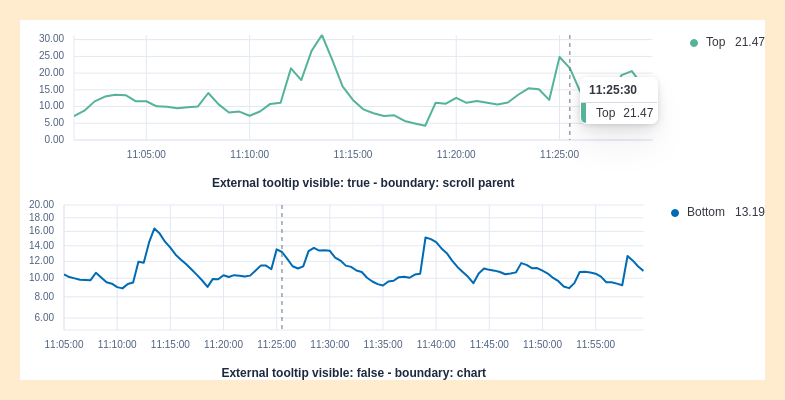 30.00
25.00
20.00
15.00
10.00
5.00
0.00
11:05:00 11:10:00 11:15:00 11:20:00 11:25:00
Top 21.47
11:25:30
Top 21.47
External tooltip visible: true - boundary: scroll parent
20.00
18.00
16.00
14.00
12.00
10.00
8.00
6.00
11:05:00 11:10:00 11:15:00 11:20:00 11:25:00 11:30:00 11:35:00 11:40:00 11:45:00 11:50:00 11:55:00
Bottom 13.19
External tooltip visible: false - boundary: chart